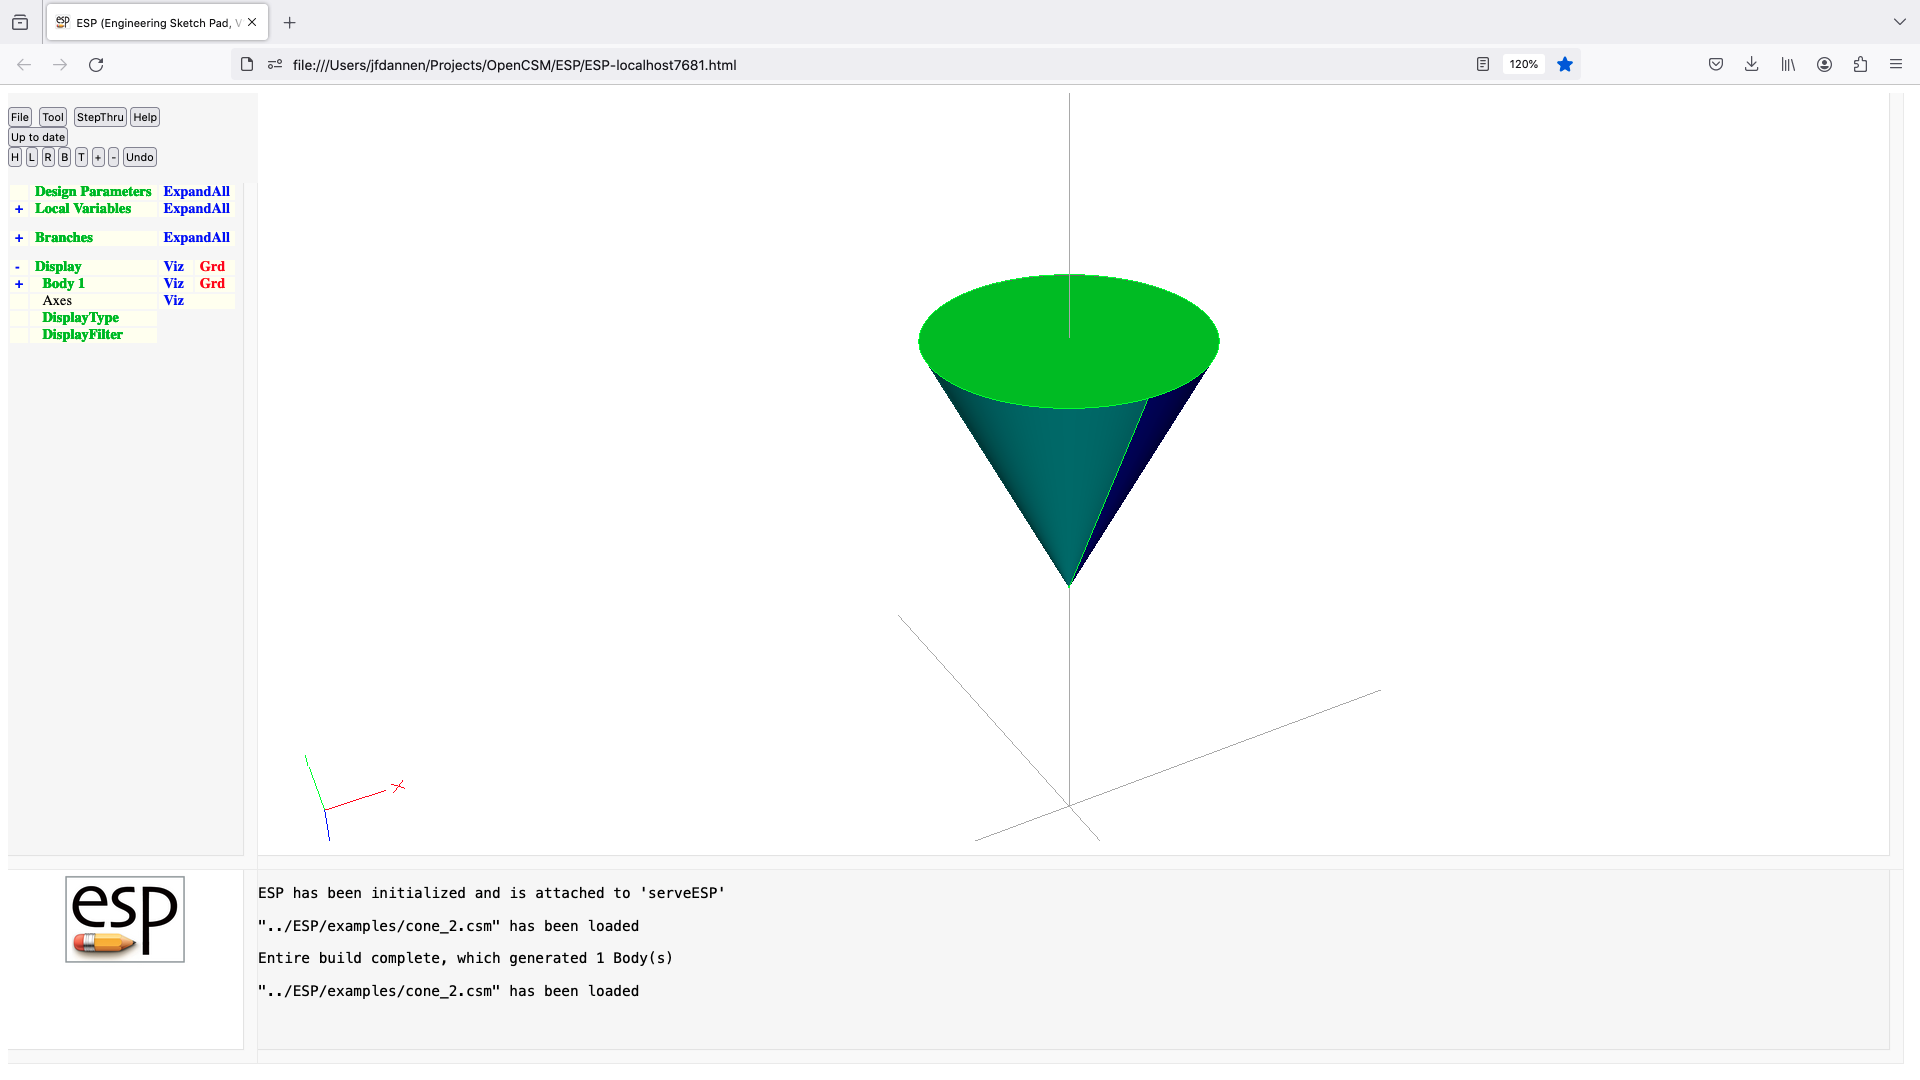 ESP (Engineering Sketch Pad, V
file:///Users/jfdannen/Projects/OpenCSM/ESP/ESP-localhost7681.html
120%
File Tool StepThru Help
Up to date
H L R B T + - Undo
Design Parameters ExpandAll
+ Local Variables ExpandAll
+ Branches ExpandAll
- Display Viz Grd
+ Body 1 Viz Grd
Axes Viz
DisplayType
DisplayFilter
X
esp
ESP has been initialized and is attached to 'serveESP'
"../ESP/examples/cone_2.csm" has been loaded
Entire build complete, which generated 1 Body(s)
"../ESP/examples/cone_2.csm" has been loaded